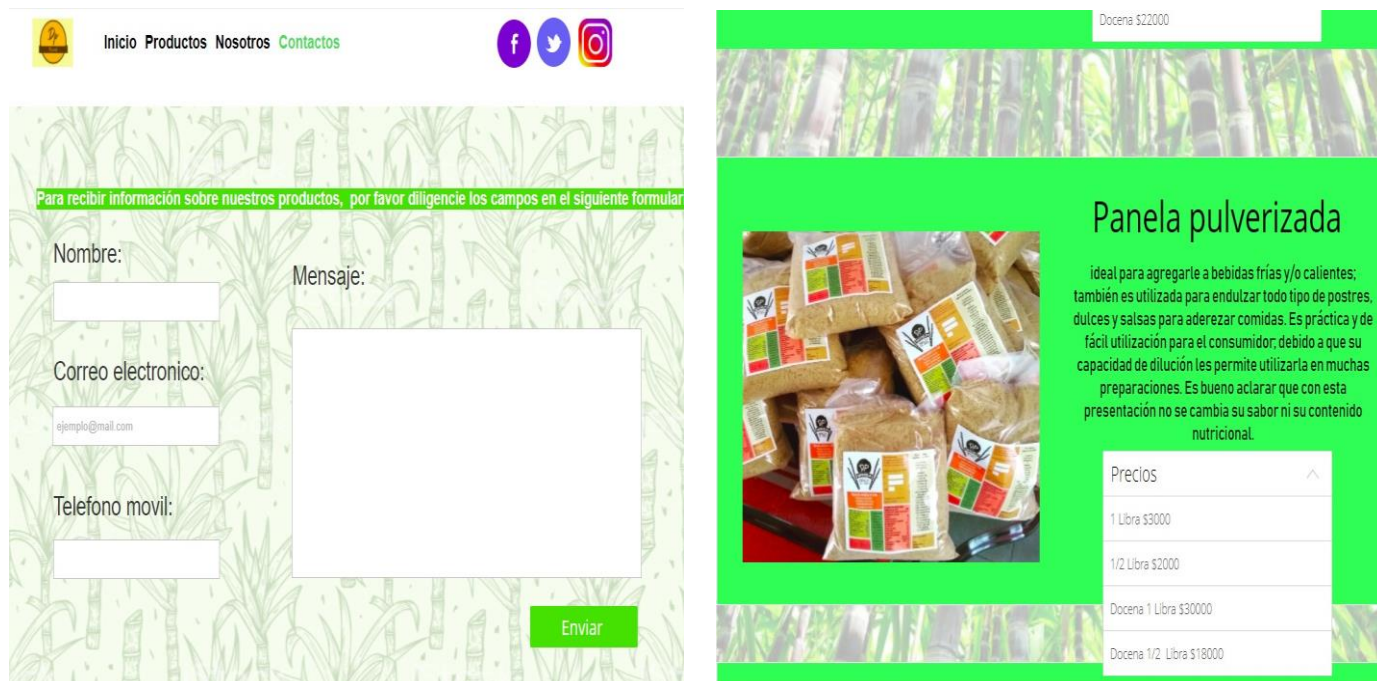 Inicio Productos Nosotros Contactos
Para recibir información sobre nuestros productos, por favor diligencie los campos en el siguiente formular
Nombre:
Correo electronico:
ejemplo@mail.com
Telefono movil:
Mensaje:
Enviar
Docena $22000
Panela pulverizada
ideal para agregarle a bebidas frías y/o calientes;
también es utilizada para endulzar todo tipo de postres,
dulces y salsas para aderezar comidas. Es práctica y de
fácil utilización para el consumidor; debido a que su
capacidad de dilución les permite utilizarla en muchas
preparaciones. Es bueno aclarar que con esta
presentación no se cambia su sabor ni su contenido
nutricional.
Precios
1 Libra $3000
1/2 Libra $2000
Docena 1 Libra $30000
Docena 1/2 Libra $18000